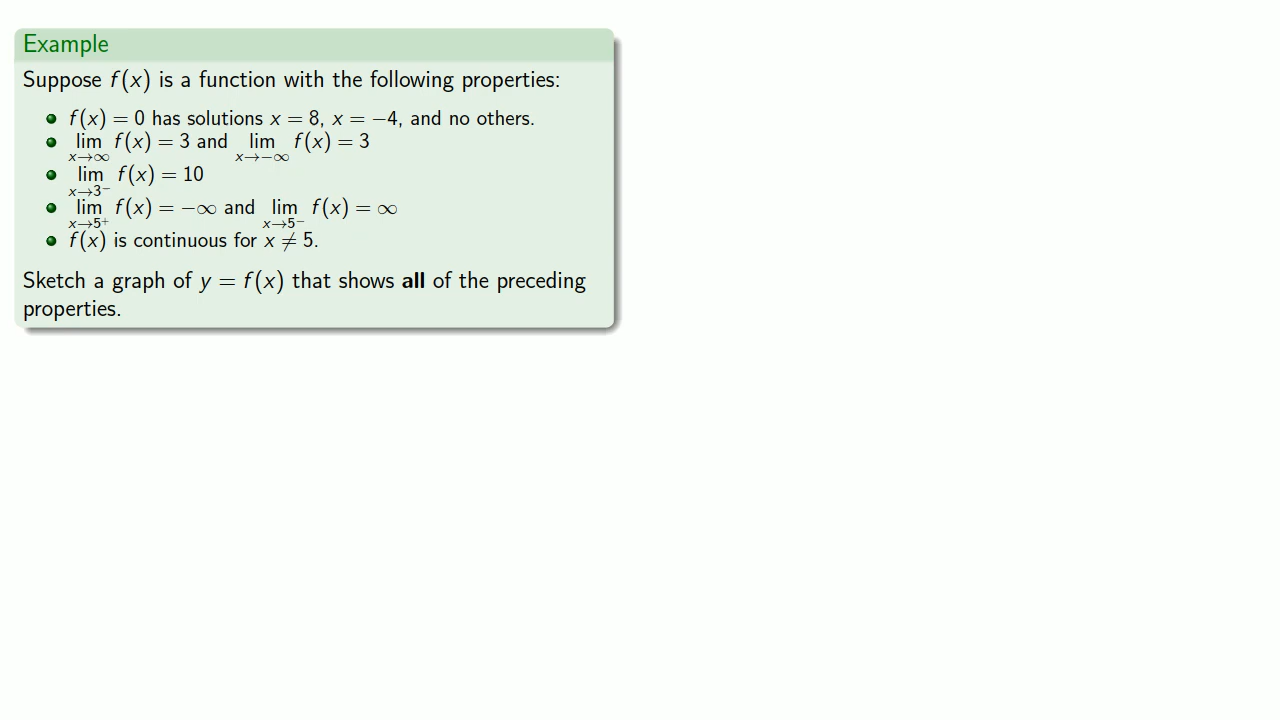 Example
Suppose f(x) is a function with the following properties:
f(x) = 0 has solutions x = 8, x = −4, and no others.
lim x→∞ f(x) = 3 and lim x→−∞ f(x) = 3
lim x→3⁻ f(x) = 10
lim x→5⁺ f(x) = −∞ and lim x→5⁻ f(x) = ∞
f(x) is continuous for x ≠ 5.
Sketch a graph of y = f(x) that shows all of the preceding
properties.